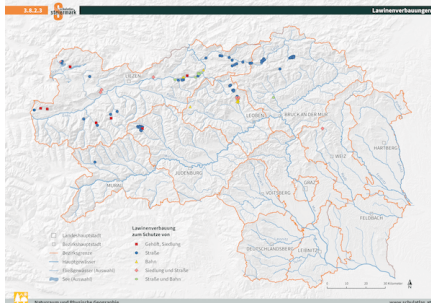 3.8.2.5
steiermark
Lawinenverbauungen
LIEZEN
LEOBEN
BRUCK AN DER MUR
HARTBERG
WEIZ
JUDENBURG
MURAU
GRAZ
VOITSBERG
FELDBACH
DEUTSCHLANDSBERG
LEIBNITZ
Lawinenverbauung
zum Schutze von:
Landeshauptstadt
Bezirkshauptstadt
Bezirksgrenze
Hauptgewässer
Fließgewässer (Auswahl)
See (Auswahl)
Gehöft, Siedlung
Straße
Bahn
Siedlung und Straße
Straße und Bahn